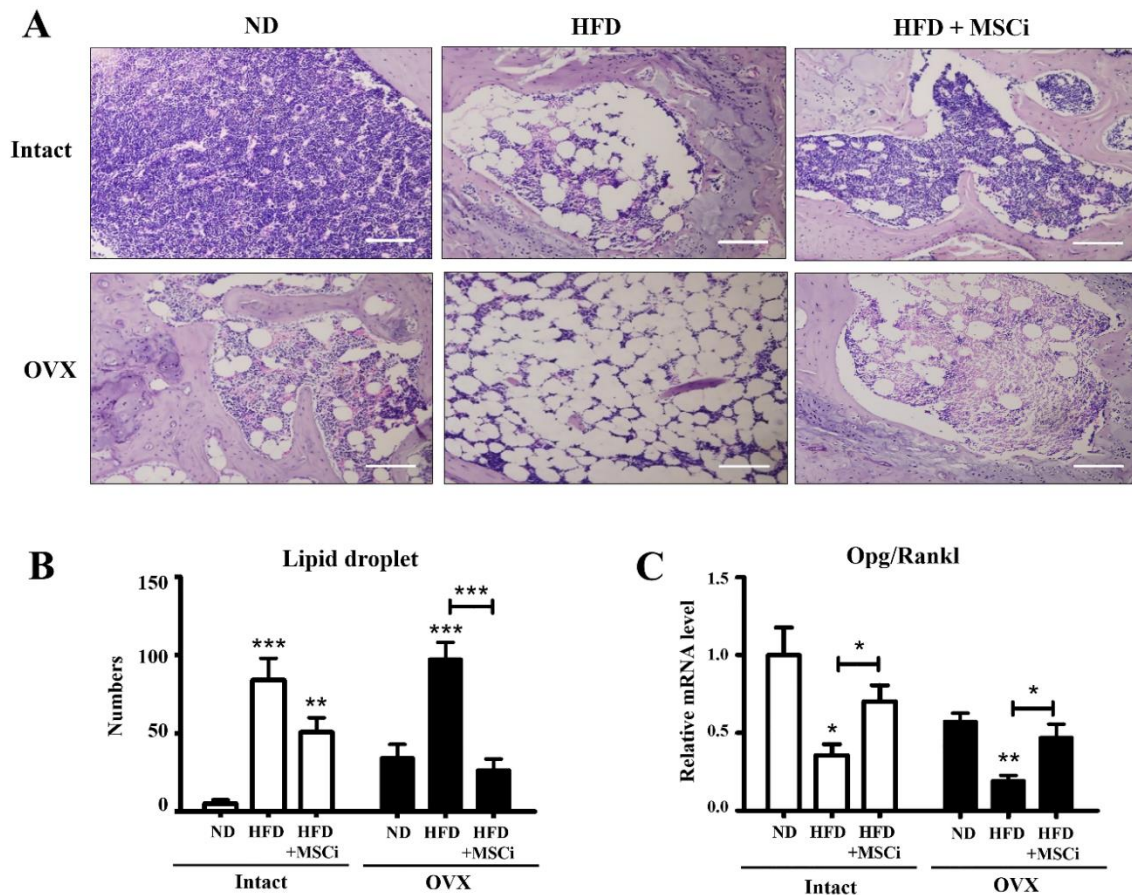 A
ND
HFD
HFD + MSCi
Intact
OVX
B
Lipid droplet
150
100
50
0
Numbers
***
**
***
***
ND
HFD
HFD
+MSCi
Intact
ND
HFD
HFD
+MSCi
OVX
C
Opg/Rankl
1.5
1.0
0.5
0.0
Relative mRNA level
*
*
**
*
ND
HFD
HFD
+MSCi
Intact
ND
HFD
HFD
+MSCi
OVX